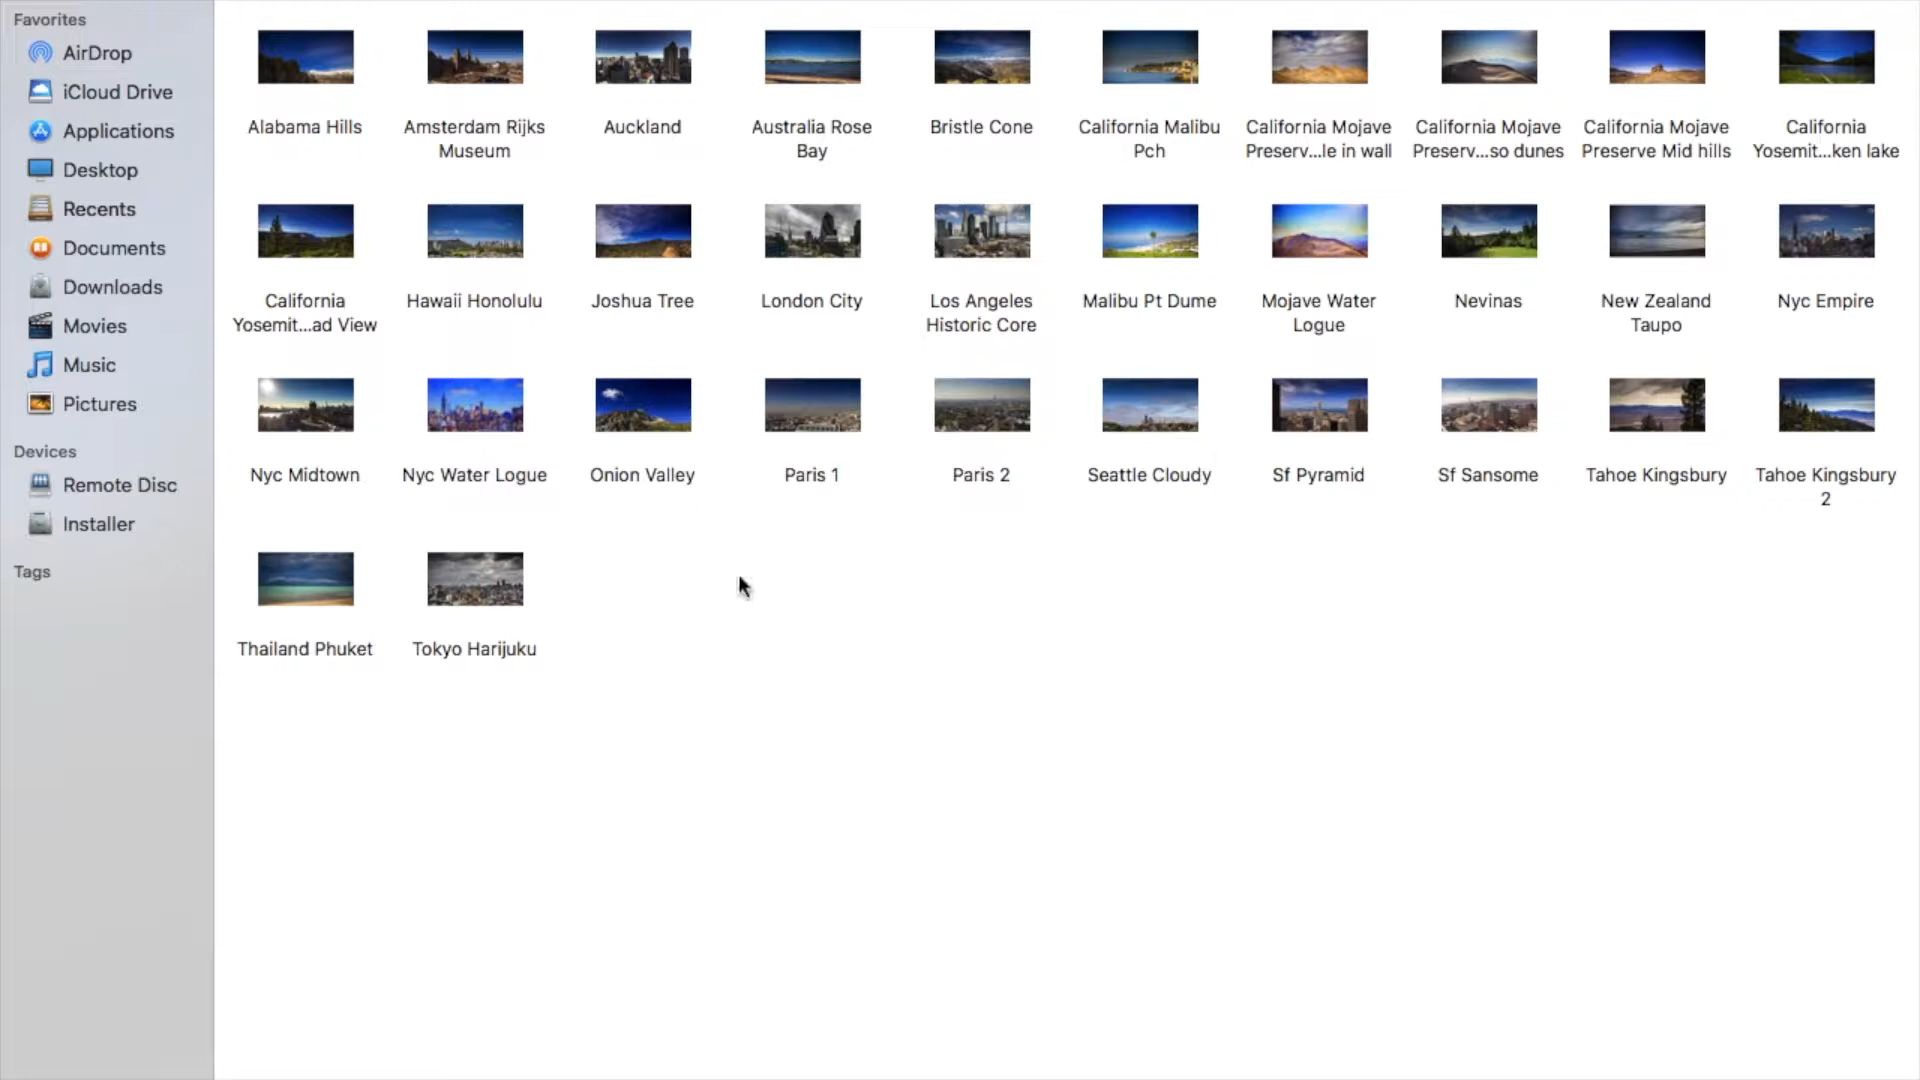 Favorites
AirDrop
iCloud Drive
Applications
Desktop
Recents
Documents
Downloads
Movies
Music
Pictures
Devices
Remote Disc
Installer
Tags
Alabama Hills
Amsterdam Rijks
Museum
Auckland
Australia Rose
Bay
Bristle Cone
California Malibu
Pch
California Mojave
Preserv...le in wall
California Mojave
Preserv...so dunes
California Mojave
Preserve Mid hills
California
Yosemit...ken lake
California
Yosemit...ad View
Hawaii Honolulu
Joshua Tree
London City
Los Angeles
Historic Core
Malibu Pt Dume
Mojave Water
Logue
Nevinas
New Zealand
Taupo
Nyc Empire
Nyc Midtown
Nyc Water Logue
Onion Valley
Paris 1
Paris 2
Seattle Cloudy
Sf Pyramid
Sf Sansome
Tahoe Kingsbury
Tahoe Kingsbury
2
Thailand Phuket
Tokyo Harijuku